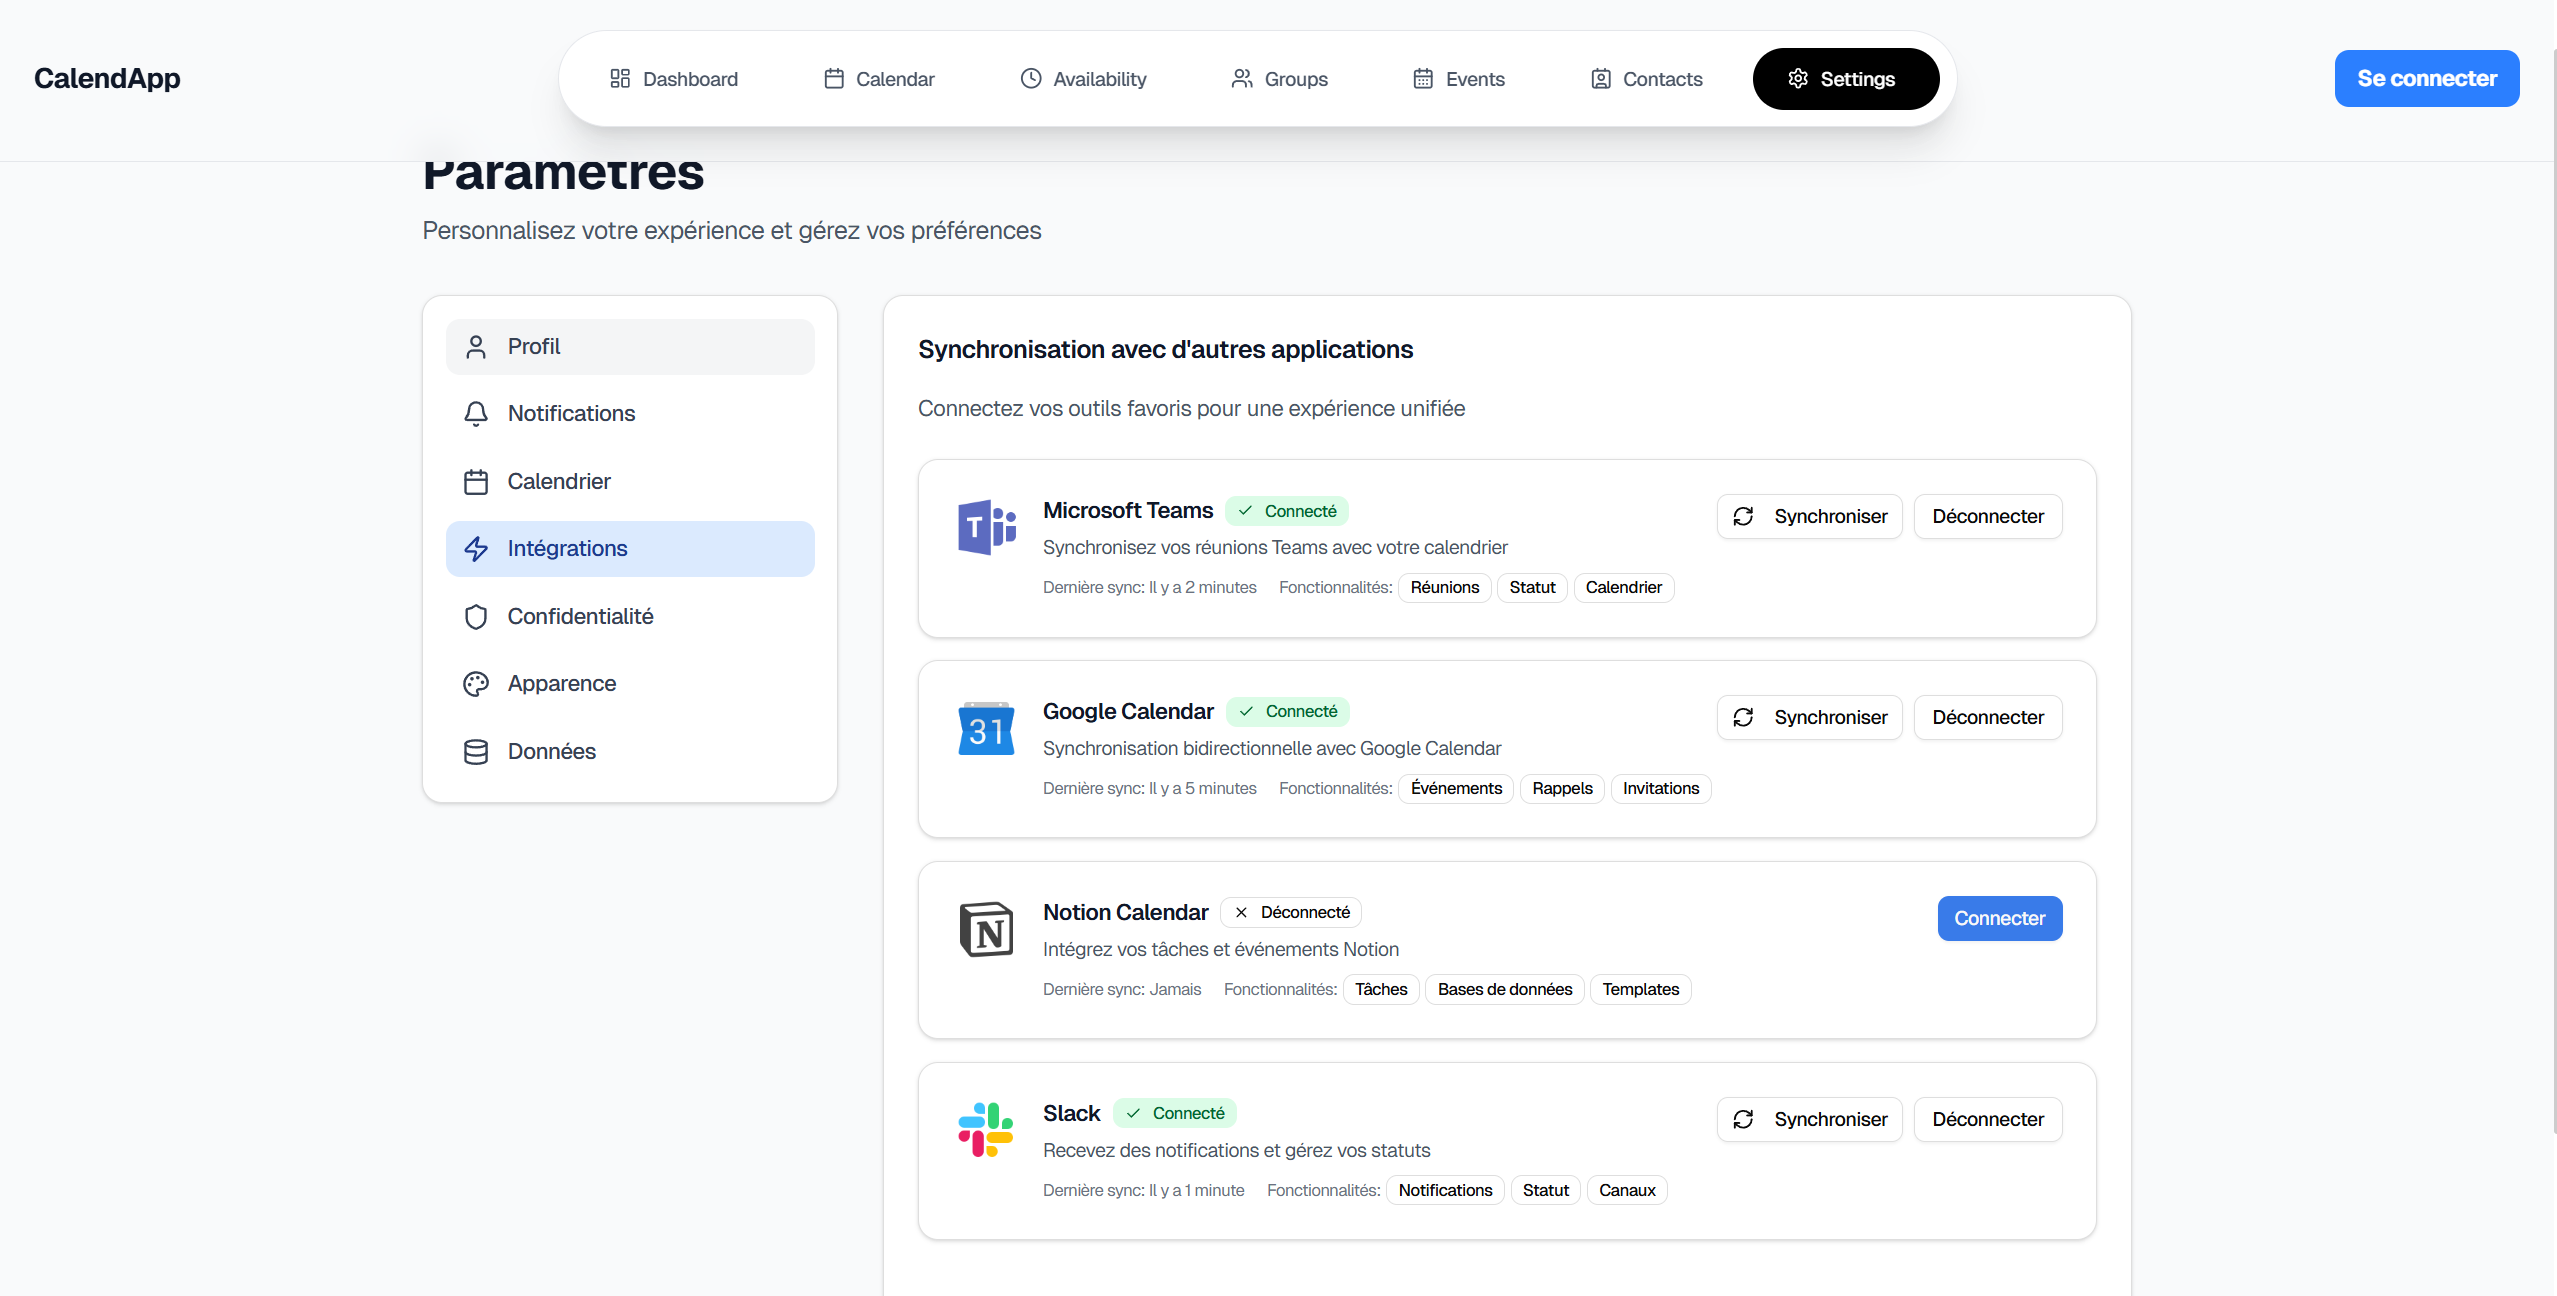 CalendApp
Dashboard
Calendar
Availability
Groups
Events
Contacts
Settings
Se connecter
Paramètres
Personnalisez votre expérience et gérez vos préférences
Profil
Notifications
Calendrier
Intégrations
Confidentialité
Apparence
Données
Synchronisation avec d'autres applications
Connectez vos outils favoris pour une expérience unifiée
T
Microsoft Teams Connecté
Synchroniser Déconnecter
Synchronisez vos réunions Teams avec votre calendrier
Dernière sync: Il y a 2 minutes Fonctionnalités: Réunions Statut Calendrier
31
Google Calendar Connecté
Synchroniser Déconnecter
Synchronisation bidirectionnelle avec Google Calendar
Dernière sync: Il y a 5 minutes Fonctionnalités: Événements Rappels Invitations
N
Notion Calendar Déconnecté
Connecter
Intégrez vos tâches et événements Notion
Dernière sync: Jamais Fonctionnalités: Tâches Bases de données Templates
Slack Connecté
Synchroniser Déconnecter
Recevez des notifications et gérez vos statuts
Dernière sync: Il y a 1 minute Fonctionnalités: Notifications Statut Canaux